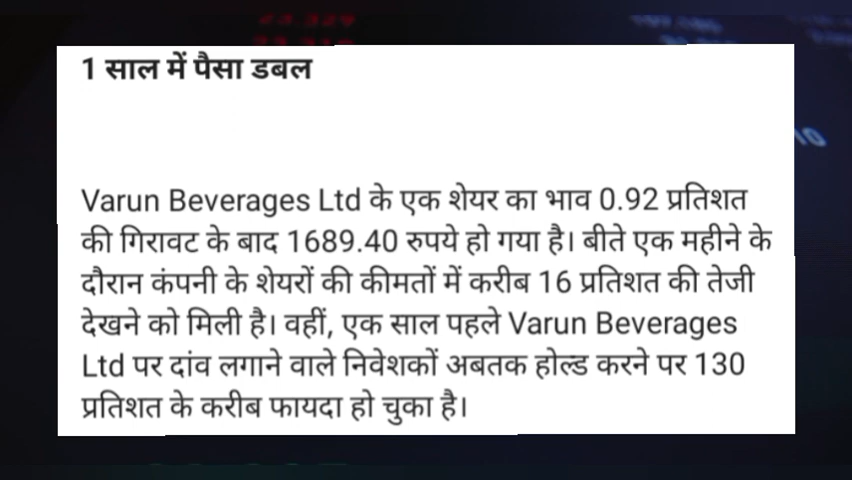 1 साल में पैसा डबल
Varun Beverages Ltd के एक शेयर का भाव 0.92 प्रतिशत
की गिरावट के बाद 1689.40 रुपये हो गया है। बीते एक महीने के
दौरान कंपनी के शेयरों की कीमतों में करीब 16 प्रतिशत की तेजी
देखने को मिली है। वहीं, एक साल पहले Varun Beverages
Ltd पर दांव लगाने वाले निवेशकों अबतक होल्ड करने पर 130
प्रतिशत के करीब फायदा हो चुका है।